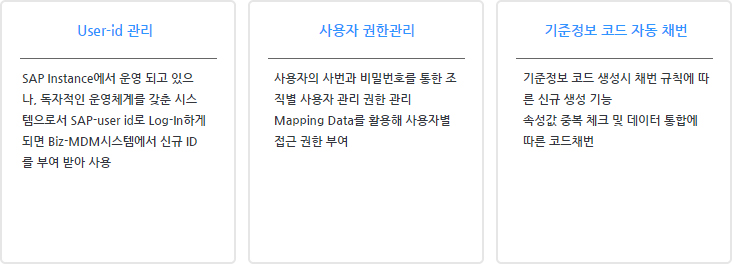 User-id 관리
SAP Instance에서 운영 되고 있으
나, 독자적인 운영체계를 갖춘 시스
템으로서 SAP-user id로 Log-In하게
되면 Biz-MDM시스템에서 신규 ID
를 부여 받아 사용
사용자 권한관리
사용자의 사번과 비밀번호를 통한 조
직별 사용자 관리 권한 관리
Mapping Data를 활용해 사용자별
접근 권한 부여
기준정보 코드 자동 채번
기준정보 코드 생성시 채번 규칙에 따
른 신규 생성 기능
속성값 중복 체크 및 데이터 통합에
따른 코드채번